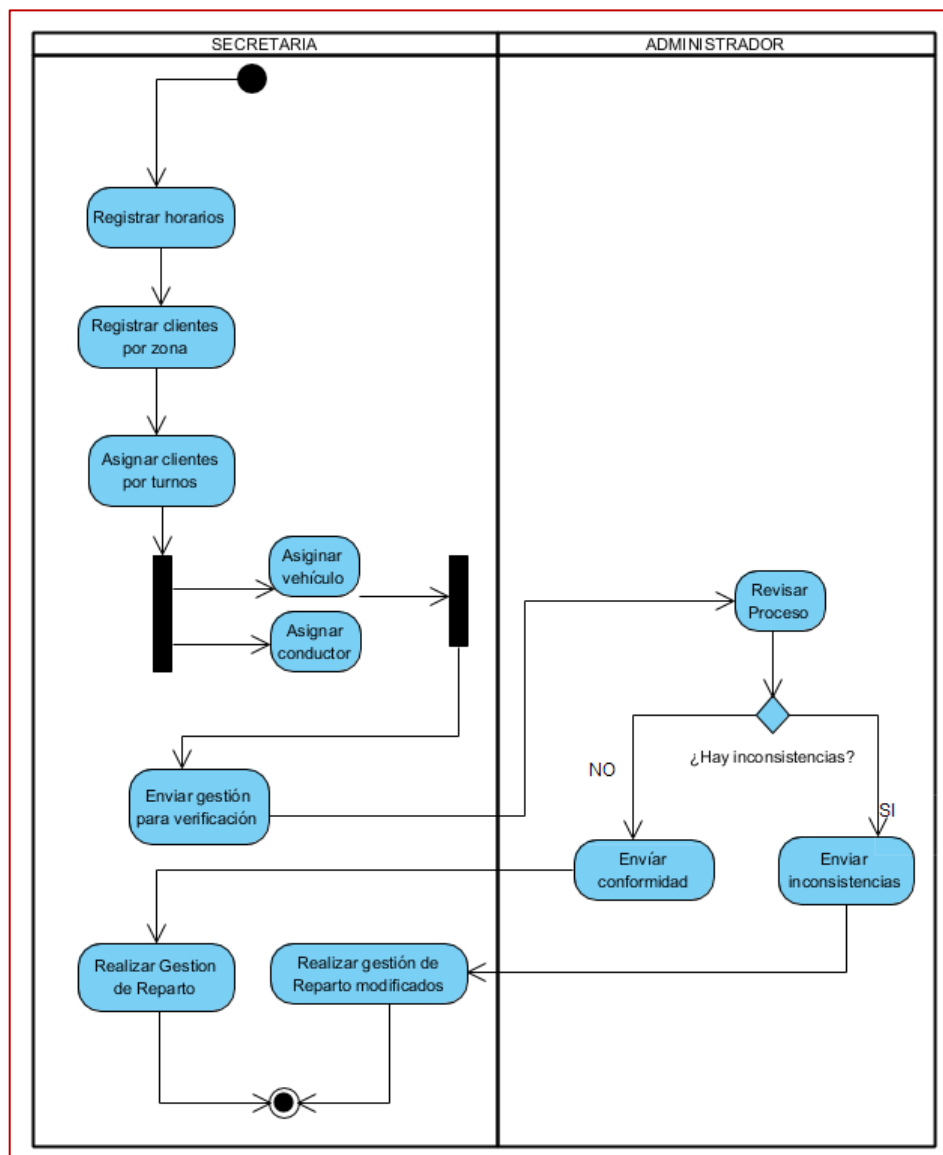 SECRETARIA
ADMINISTRADOR
Registrar horarios
Registrar clientes
por zona
Asignar clientes
por turnos
Asiginar
vehículo
Asignar
conductor
Revisar
Proceso
¿Hay inconsistencias?
NO
SI
Enviar gestión
para verificación
Envíar
conformidad
Enviar
inconsistencias
Realizar Gestion
de Reparto
Realizar gestión de
Reparto modificados